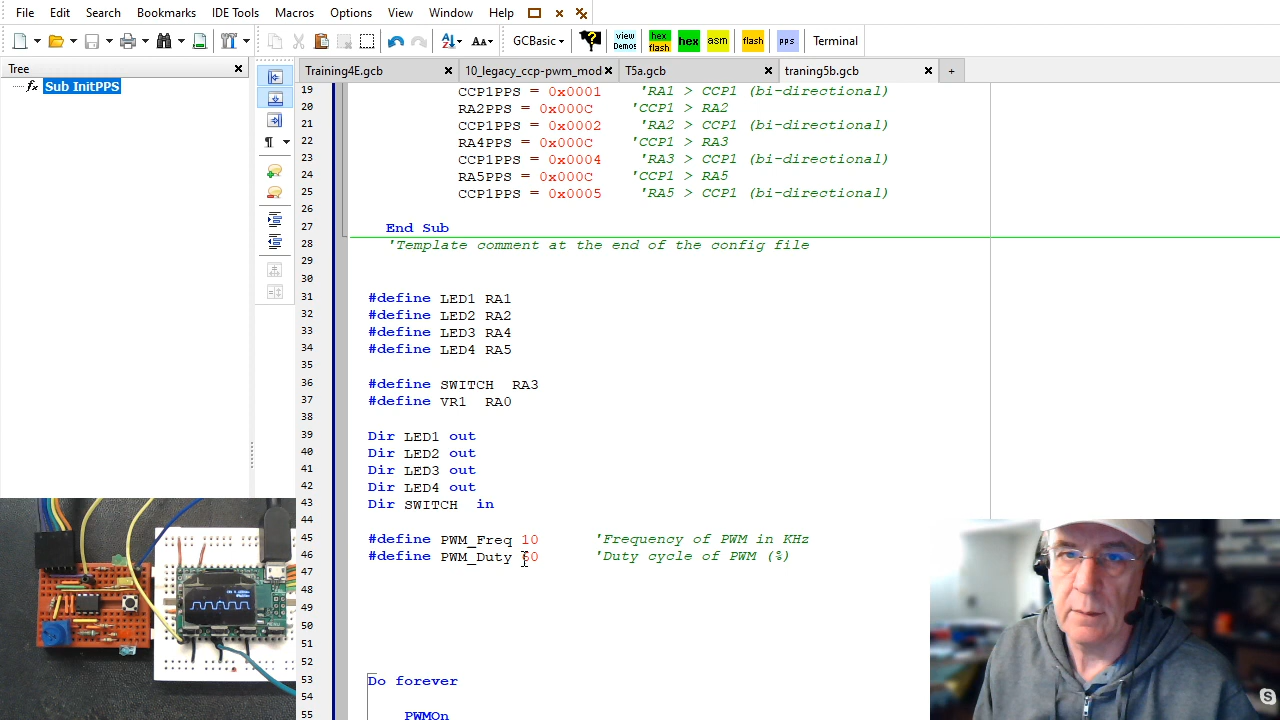 File Edit Search Bookmarks IDE Tools Macros Options View Window Help
GCBasic view Demos hex flash hex asm flash pps Terminal
Tree
Sub InitPPS
Training4E.gcb 10_legacy_ccp-pwm_mod T5a.gcb traning5b.gcb
19 CCP1PPS = 0x0001 'RA1 > CCP1 (bi-directional)
20 RA2PPS = 0x000C 'CCP1 > RA2
21 CCP1PPS = 0x0002 'RA2 > CCP1 (bi-directional)
22 RA4PPS = 0x000C 'CCP1 > RA3
23 CCP1PPS = 0x0004 'RA3 > CCP1 (bi-directional)
24 RA5PPS = 0x000C 'CCP1 > RA5
25 CCP1PPS = 0x0005 'RA5 > CCP1 (bi-directional)
26
27 End Sub
28 'Template comment at the end of the config file
29
30
31 #define LED1 RA1
32 #define LED2 RA2
33 #define LED3 RA4
34 #define LED4 RA5
35
36 #define SWITCH RA3
37 #define VR1 RA0
38
39 Dir LED1 out
40 Dir LED2 out
41 Dir LED3 out
42 Dir LED4 out
43 Dir SWITCH in
44
45 #define PWM_Freq 10 'Frequency of PWM in KHz
46 #define PWM_Duty 'Duty cycle of PWM (%)
47
48
49
50
51
52
53 Do forever
54
55 PWMOn